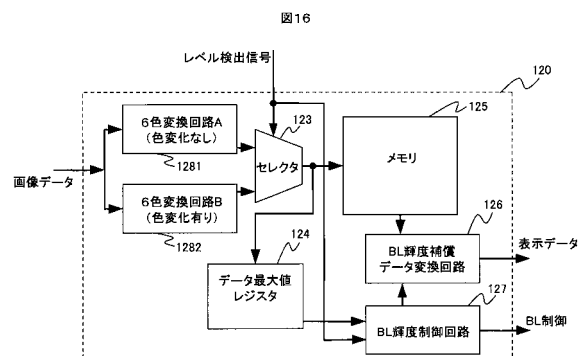 図16
レベル検出信号
120
6色変換回路A
(色変化なし)
1281
123
セレクタ
125
メモリ
画像データ
6色変換回路B
(色変化有り)
1282
124
データ最大値
レジスタ
126
BL輝度補償
データ変換回路
表示データ
127
BL輝度制御回路
BL制御